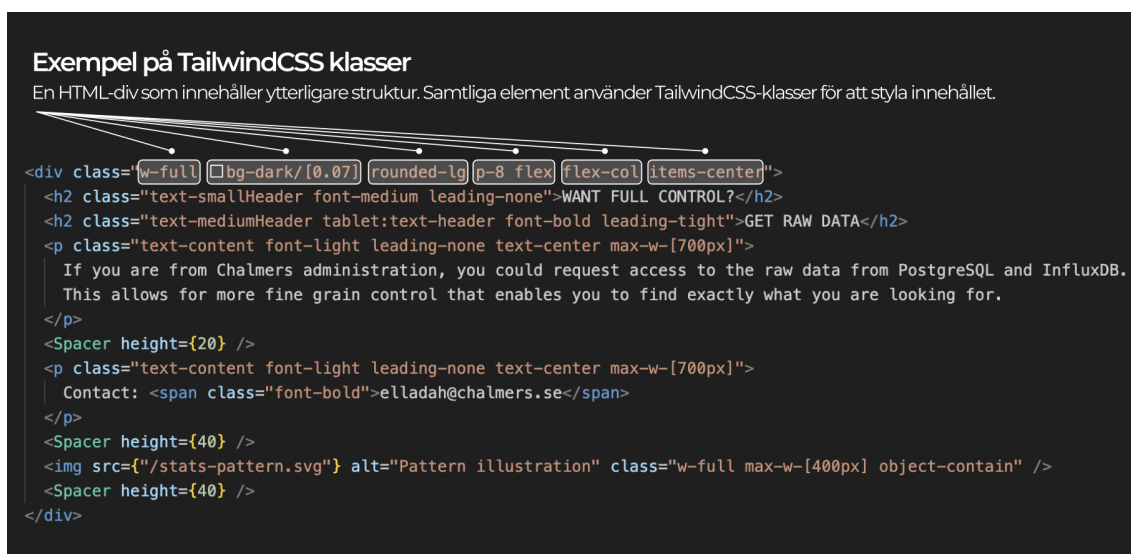 Exempel på TailwindCSS klasser
En HTML-div som innehåller ytterligare struktur. Samtliga element använder TailwindCSS-klasser för att styla innehållet.
<div class="w-full bg-dark/[0.07] rounded-lg p-8 flex flex-col items-center">
<h2 class="text-smallHeader font-medium leading-none">WANT FULL CONTROL?</h2>
<h2 class="text-mediumHeader tablet:text-header font-bold leading-tight">GET RAW DATA</h2>
<p class="text-content font-light leading-none text-center max-w-[700px]">
If you are from Chalmers administration, you could request access to the raw data from PostgreSQL and InfluxDB.
This allows for more fine grain control that enables you to find exactly what you are looking for.
</p>
<Spacer height={20} />
<p class="text-content font-light leading-none text-center max-w-[700px]">
Contact: <span class="font-bold">elladah@chalmers.se</span>
</p>
<Spacer height={40} />
<img src={"/stats-pattern.svg"} alt="Pattern illustration" class="w-full max-w-[400px] object-contain" />
<Spacer height={40} />
</div>